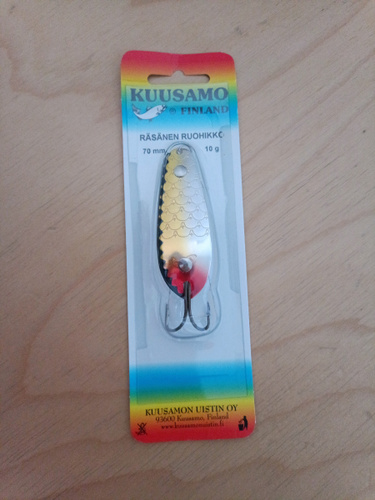 KUUSAMO
FINLAND
RÄSÄNEN RUOHIKKO
70 mm 10 g
KUUSAMON UISTIN OY
93600 Kuusamo, Finland
www.kuusamonuistin.fi